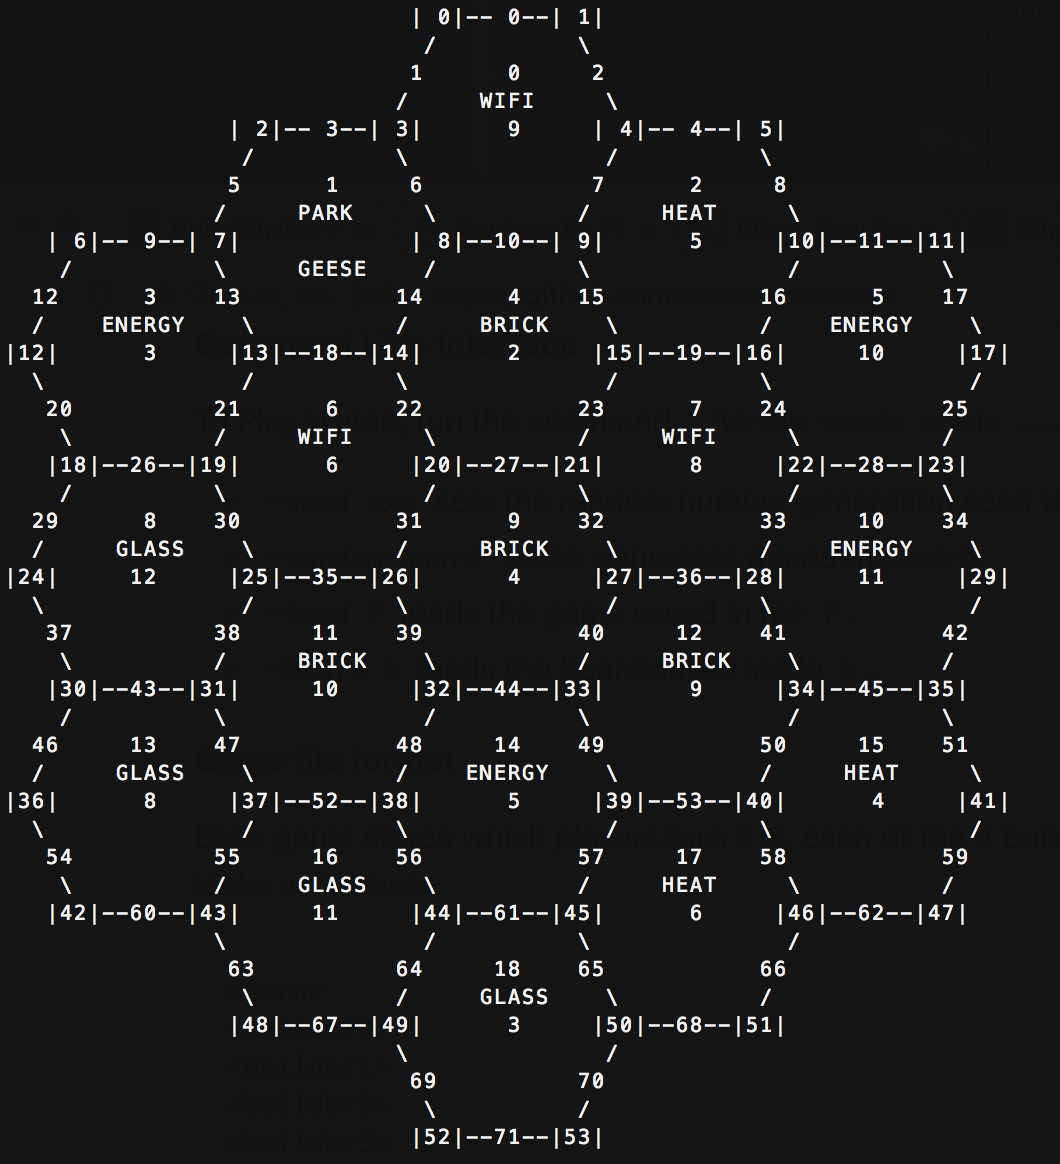 | 0|-- 0--| 1|
/ \
1 0 2
/ WIFI \
| 2|-- 3--| 3| 9 | 4|-- 4--| 5|
/ \ / \
5 1 6 7 2 8
/ PARK \ / HEAT \
| 6|-- 9--| 7| | 8|--10--| 9| 5 |10|--11--|11|
/ \ GEESE / \ / \
12 3 13 14 4 15 16 5 17
/ ENERGY \ / BRICK \ / ENERGY \
|12| 3 |13|--18--|14| 2 |15|--19--|16| 10 |17|
\ / \ / \ /
20 21 6 22 23 7 24 25
\ / WIFI \ / WIFI \ /
|18|--26--|19| 6 |20|--27--|21| 8 |22|--28--|23|
/ \ / \ / \
29 8 30 31 9 32 33 10 34
/ GLASS \ / BRICK \ / ENERGY \
|24| 12 |25|--35--|26| 4 |27|--36--|28| 11 |29|
\ / \ / \ /
37 38 11 39 40 12 41 42
\ / BRICK \ / BRICK \ /
|30|--43--|31| 10 |32|--44--|33| 9 |34|--45--|35|
/ \ / \ / \
46 13 47 48 14 49 50 15 51
/ GLASS \ / ENERGY \ / HEAT \
|36| 8 |37|--52--|38| 5 |39|--53--|40| 4 |41|
\ / \ / \ /
54 55 16 56 57 17 58 59
\ / GLASS \ / HEAT \ /
|42|--60--|43| 11 |44|--61--|45| 6 |46|--62--|47|
\ / \ /
63 64 18 65 66
\ / GLASS \ /
|48|--67--|49| 3 |50|--68--|51|
\ /
69 70
\ /
|52|--71--|53|